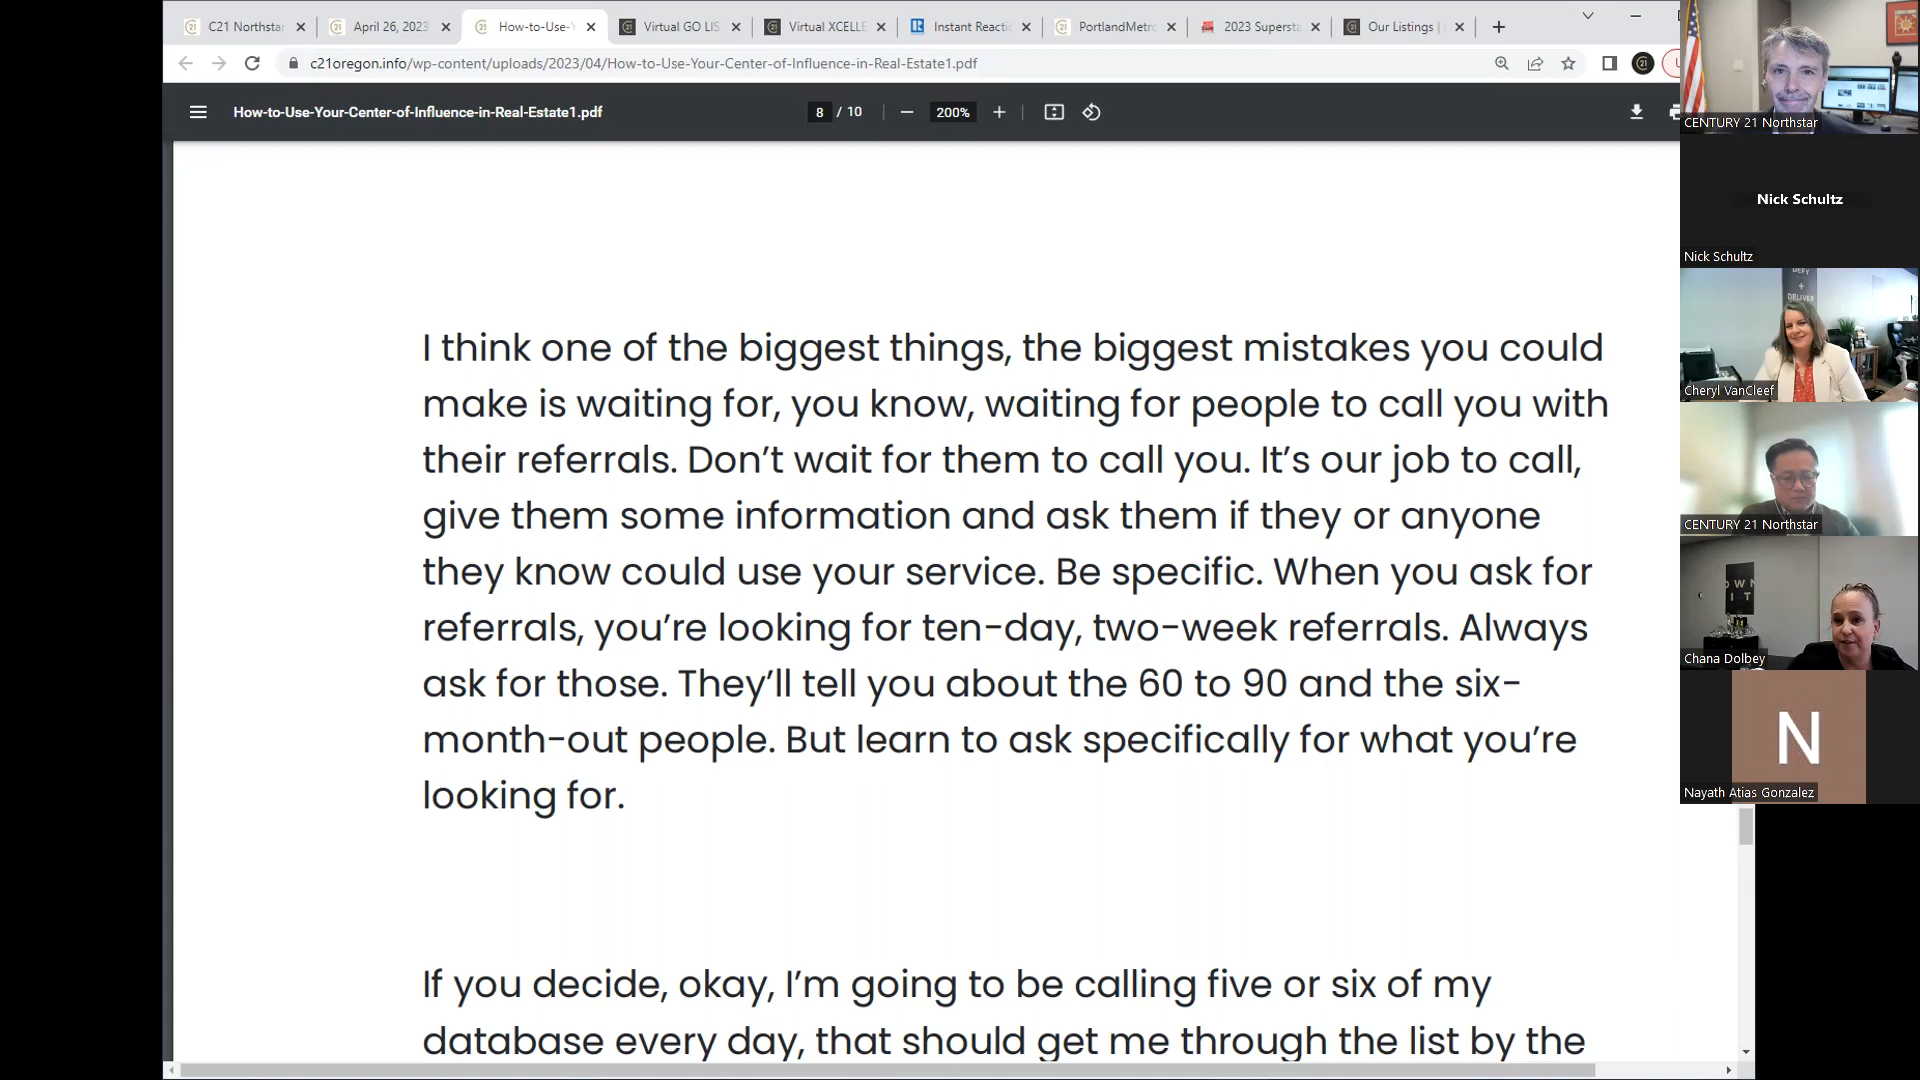 C21 Northstar
April 26, 2023
How-to-Use-Y
Virtual GO LIS
Virtual XCELLE
Instant Reacti
PortlandMetro
2023 Supersta
Our Listings |
c21oregon.info/wp-content/uploads/2023/04/How-to-Use-Your-Center-of-Influence-in-Real-Estate1.pdf
How-to-Use-Your-Center-of-Influence-in-Real-Estate1.pdf
8 / 10
200%
I think one of the biggest things, the biggest mistakes you could
make is waiting for, you know, waiting for people to call you with
their referrals. Don’t wait for them to call you. It’s our job to call,
give them some information and ask them if they or anyone
they know could use your service. Be specific. When you ask for
referrals, you’re looking for ten-day, two-week referrals. Always
ask for those. They’ll tell you about the 60 to 90 and the six-
month-out people. But learn to ask specifically for what you’re
looking for.
If you decide, okay, I’m going to be calling five or six of my
database every day, that should get me through the list by the
CENTURY 21 Northstar
Nick Schultz
Nick Schultz
DEFY
+
DELIVER
Cheryl VanCleef
CENTURY 21 Northstar
OWN
IT
Chana Dolbey
N
Nayath Atias Gonzalez